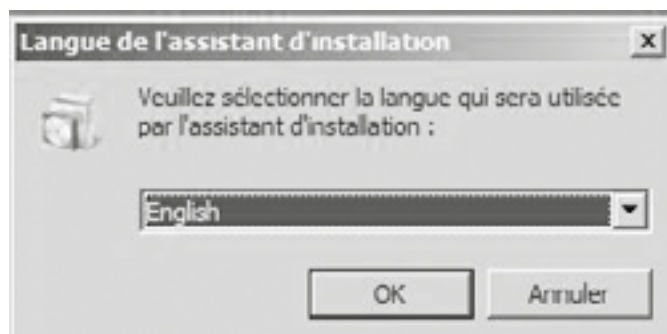 Langue de l'assistant d'installation
Veuillez sélectionner la langue qui sera utilisée
par l'assistant d'installation :
English
OK
Annuler